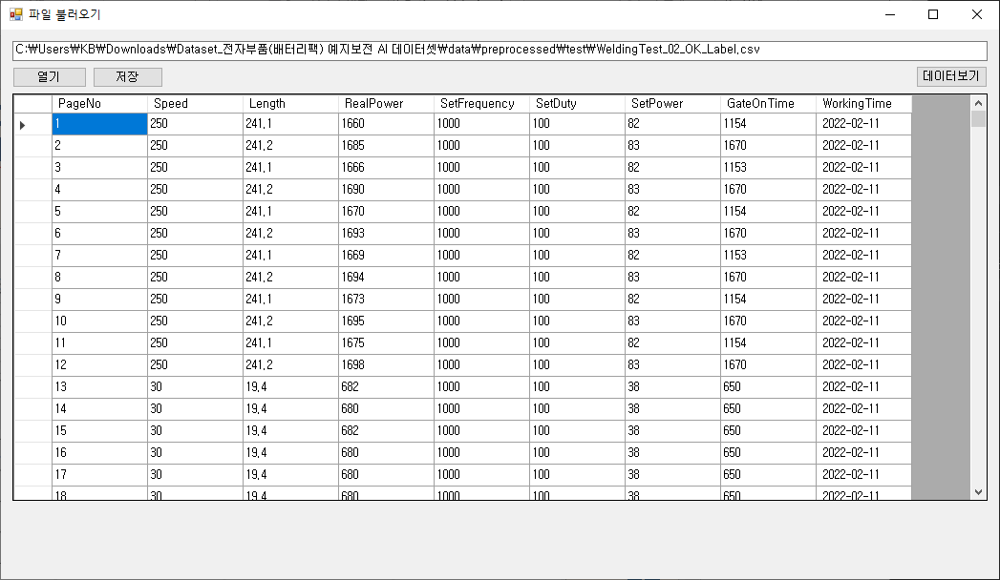 파일 불러오기
C:₩Users₩KB₩Downloads₩Dataset_전자부품(배터리팩) 예지보전 AI 데이터셋₩data₩preprocessed₩test₩WeldingTest_02_OK_Label.csv
열기 저장 데이터보기
PageNo Speed Length RealPower SetFrequency SetDuty SetPower GateOnTime WorkingTime
1 250 241.1 1660 1000 100 82 1154 2022-02-11
2 250 241.2 1685 1000 100 83 1670 2022-02-11
3 250 241.1 1666 1000 100 82 1153 2022-02-11
4 250 241.2 1690 1000 100 83 1670 2022-02-11
5 250 241.1 1670 1000 100 82 1154 2022-02-11
6 250 241.2 1693 1000 100 83 1670 2022-02-11
7 250 241.1 1669 1000 100 82 1153 2022-02-11
8 250 241.2 1694 1000 100 83 1670 2022-02-11
9 250 241.1 1673 1000 100 82 1154 2022-02-11
10 250 241.2 1695 1000 100 83 1670 2022-02-11
11 250 241.1 1675 1000 100 82 1154 2022-02-11
12 250 241.2 1698 1000 100 83 1670 2022-02-11
13 30 19.4 682 1000 100 38 650 2022-02-11
14 30 19.4 680 1000 100 38 650 2022-02-11
15 30 19.4 682 1000 100 38 650 2022-02-11
16 30 19.4 680 1000 100 38 650 2022-02-11
17 30 19.4 680 1000 100 38 650 2022-02-11
18 30 19.4 680 1000 100 38 650 2022-02-11